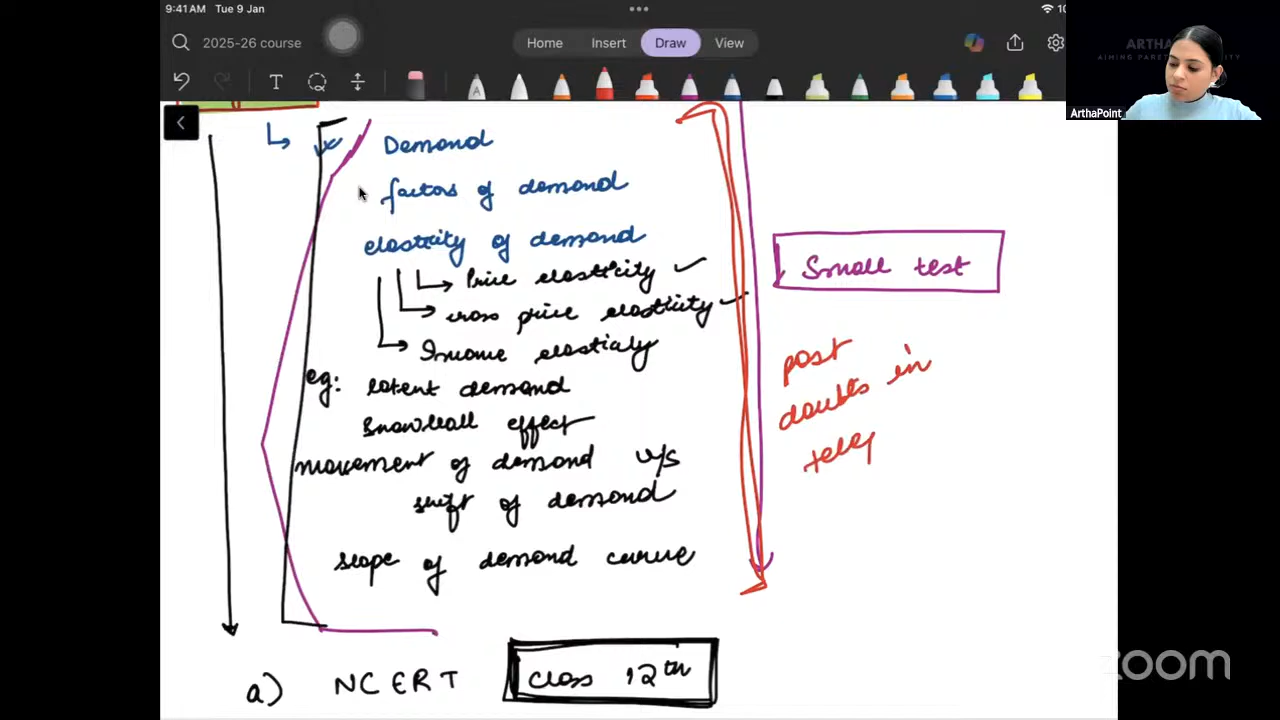 9:41 AM Tue 9 Jan
2025-26 course
Home Insert Draw View
ArthaPoint
Demand
factors of demand
elasticity of demand
Price elasticity
cross price elasticity
Income elasticity
eg: latent demand
snowball effect
movement of demand v/s
shift of demand
slope of demand curve
Small test
post
doubts in
tele
a) NCERT class 12th
zoom